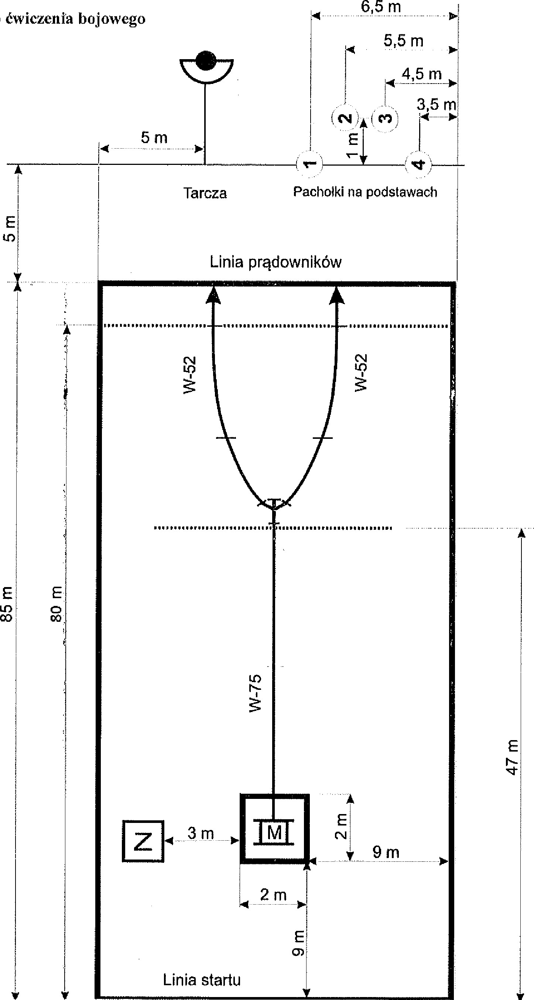 ćwiczenia bojowego
6,5 m
5,5 m
4,5 m
3,5 m
2
3
1 m
5 m
1
4
Tarcza
Pachołki na podstawach
5 m
Linia prądowników
W-52
W-52
85 m
80 m
W-75
47 m
N
3 m
M
2 m
9 m
2 m
9 m
Linia startu